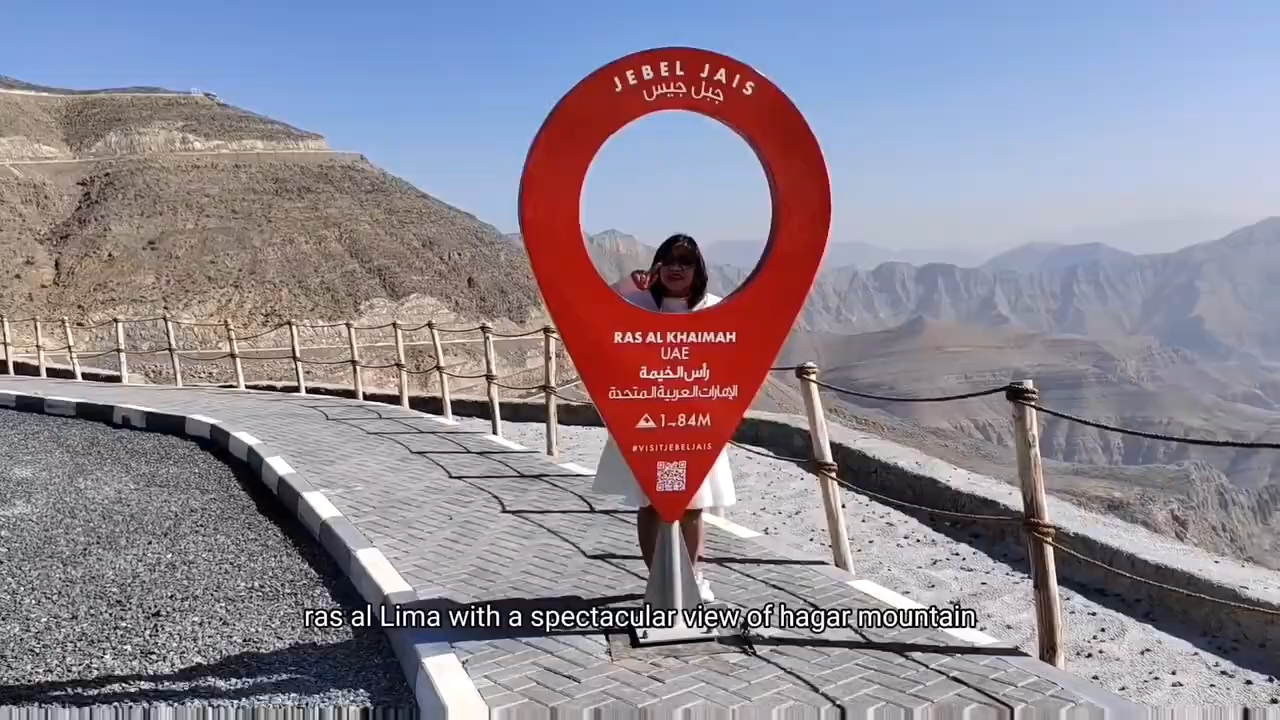 JEBEL JAIS
جبل جيس
RAS AL KHAIMAH
UAE
رأس الخيمة
الإمارات العربية المتحدة
#VISITJEBELJAIS
ras al Lima with a spectacular view of hagar mountain